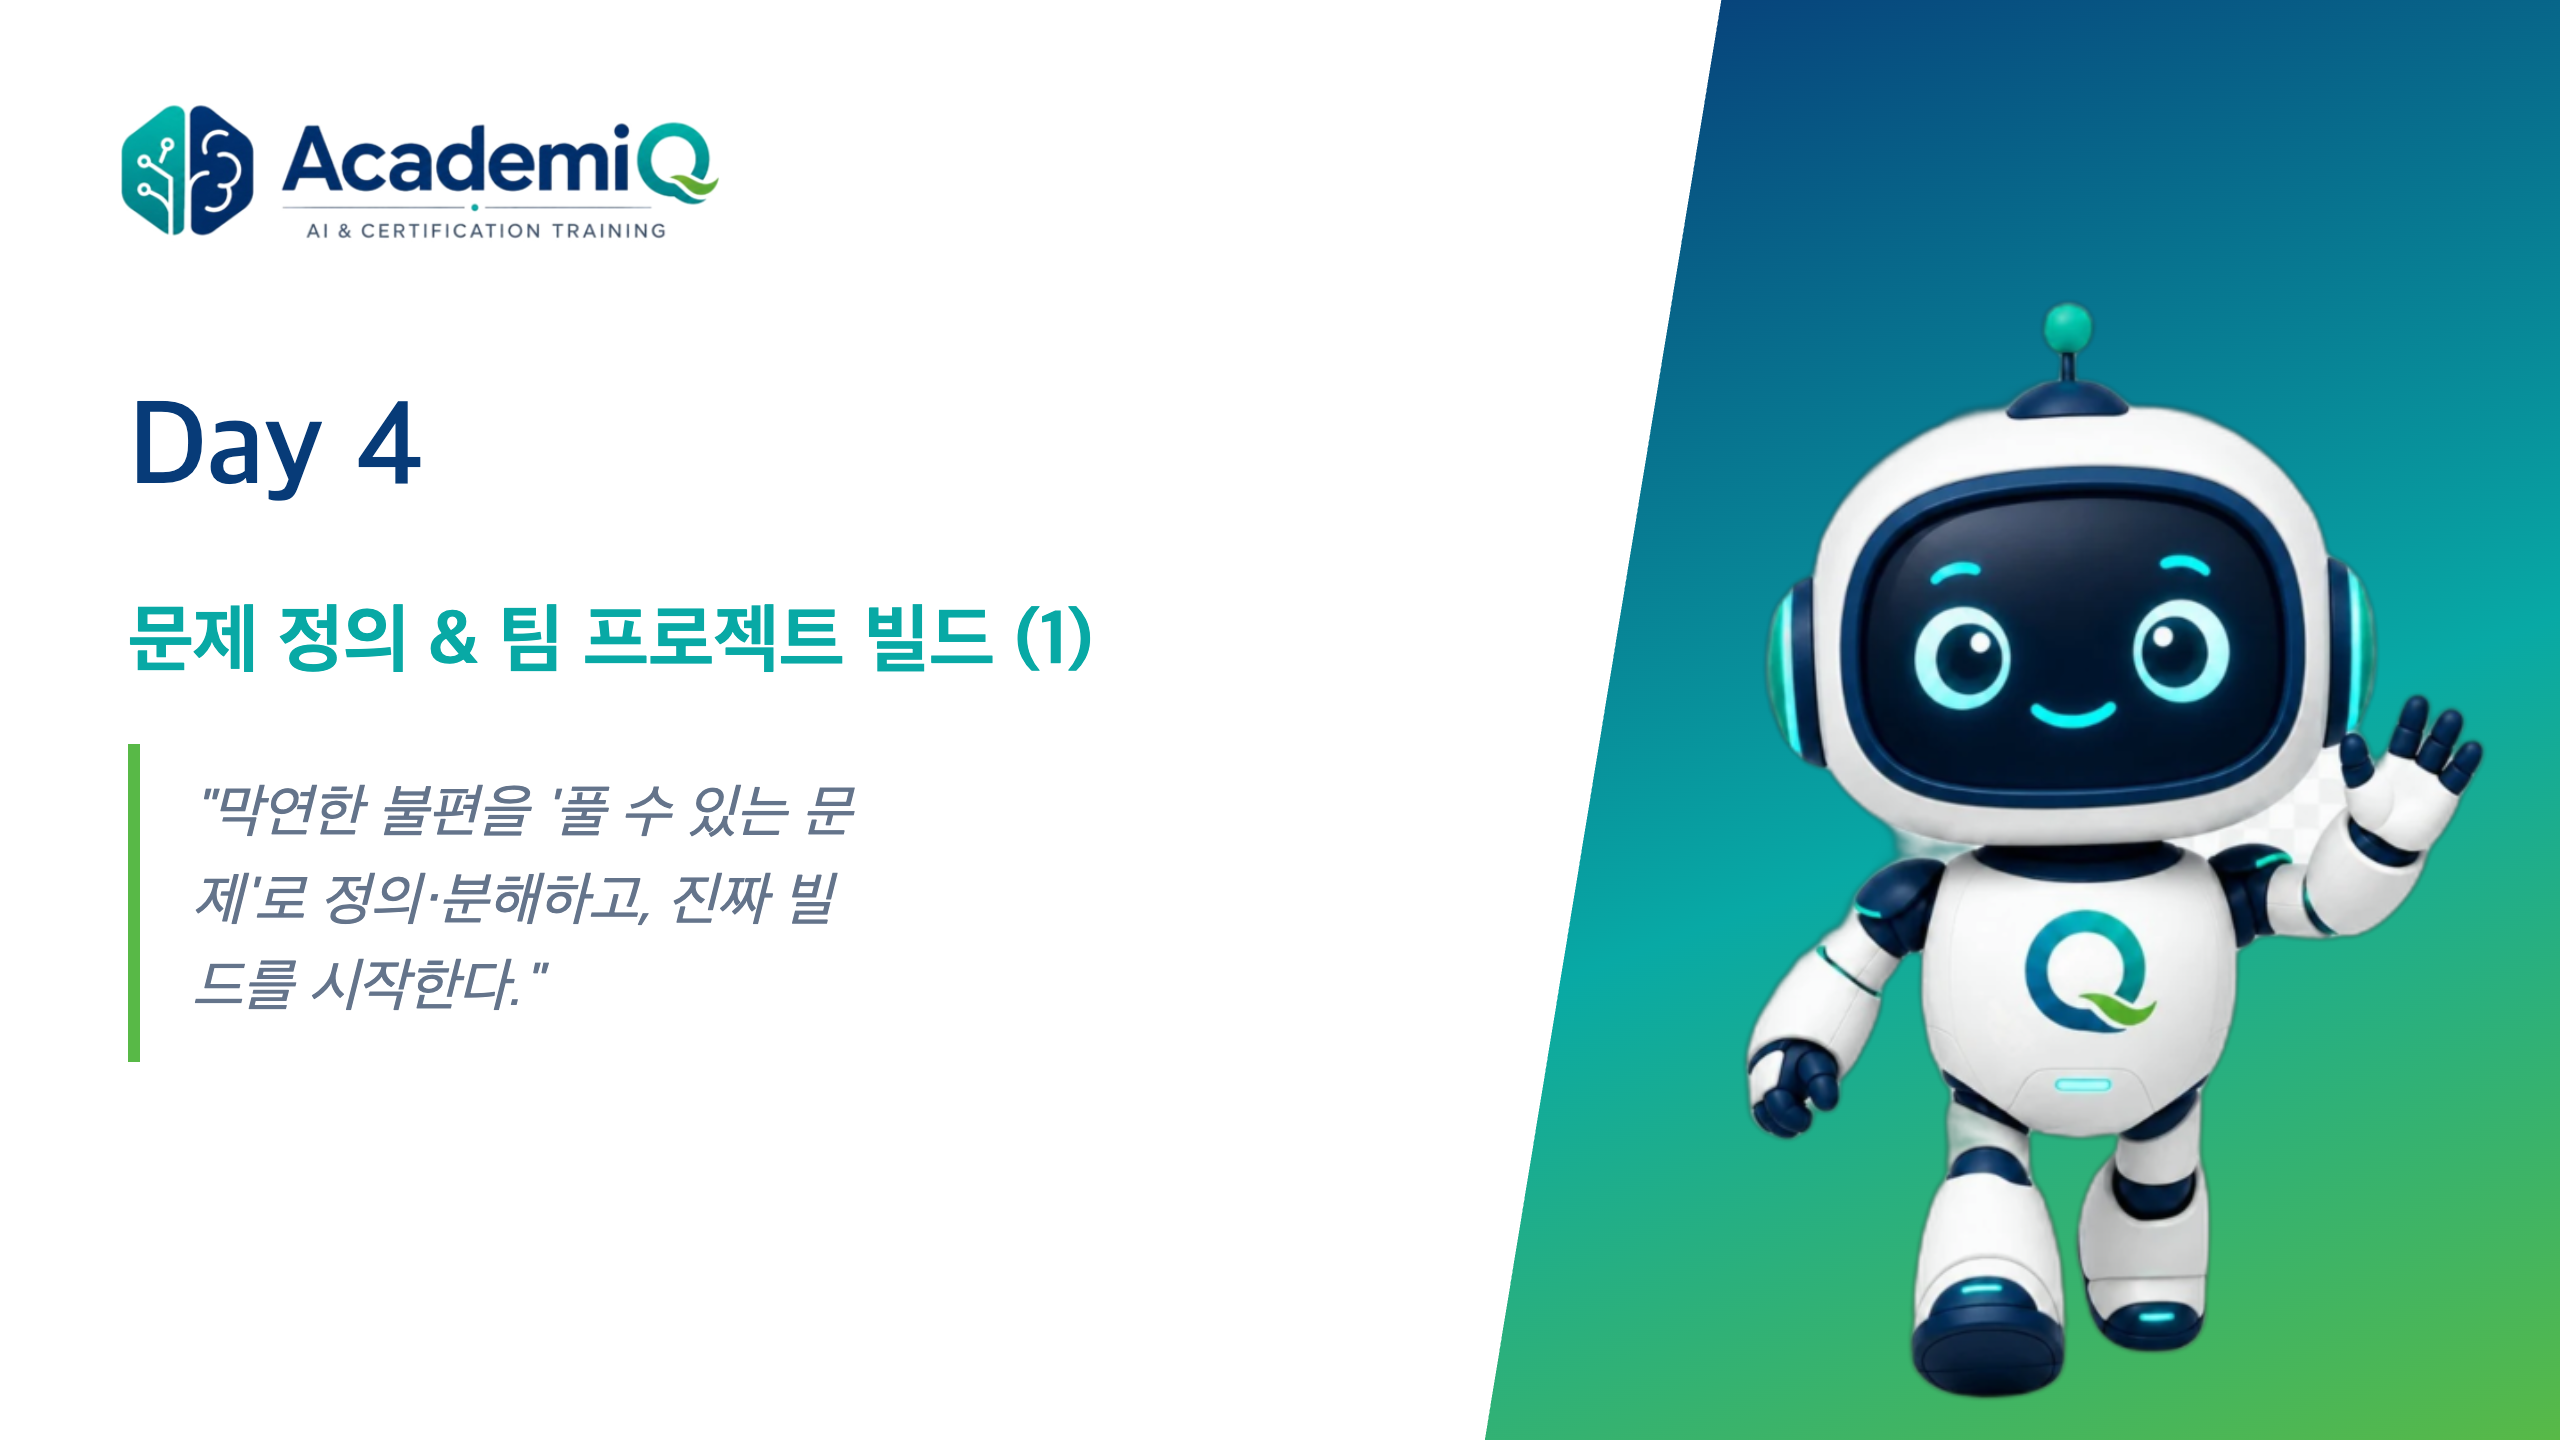 AcademiQ
AI & CERTIFICATION TRAINING
Day 4
문제 정의 & 팀 프로젝트 빌드 (1)
"막연한 불편을 '풀 수 있는 문
제'로 정의·분해하고, 진짜 빌
드를 시작한다."
Q